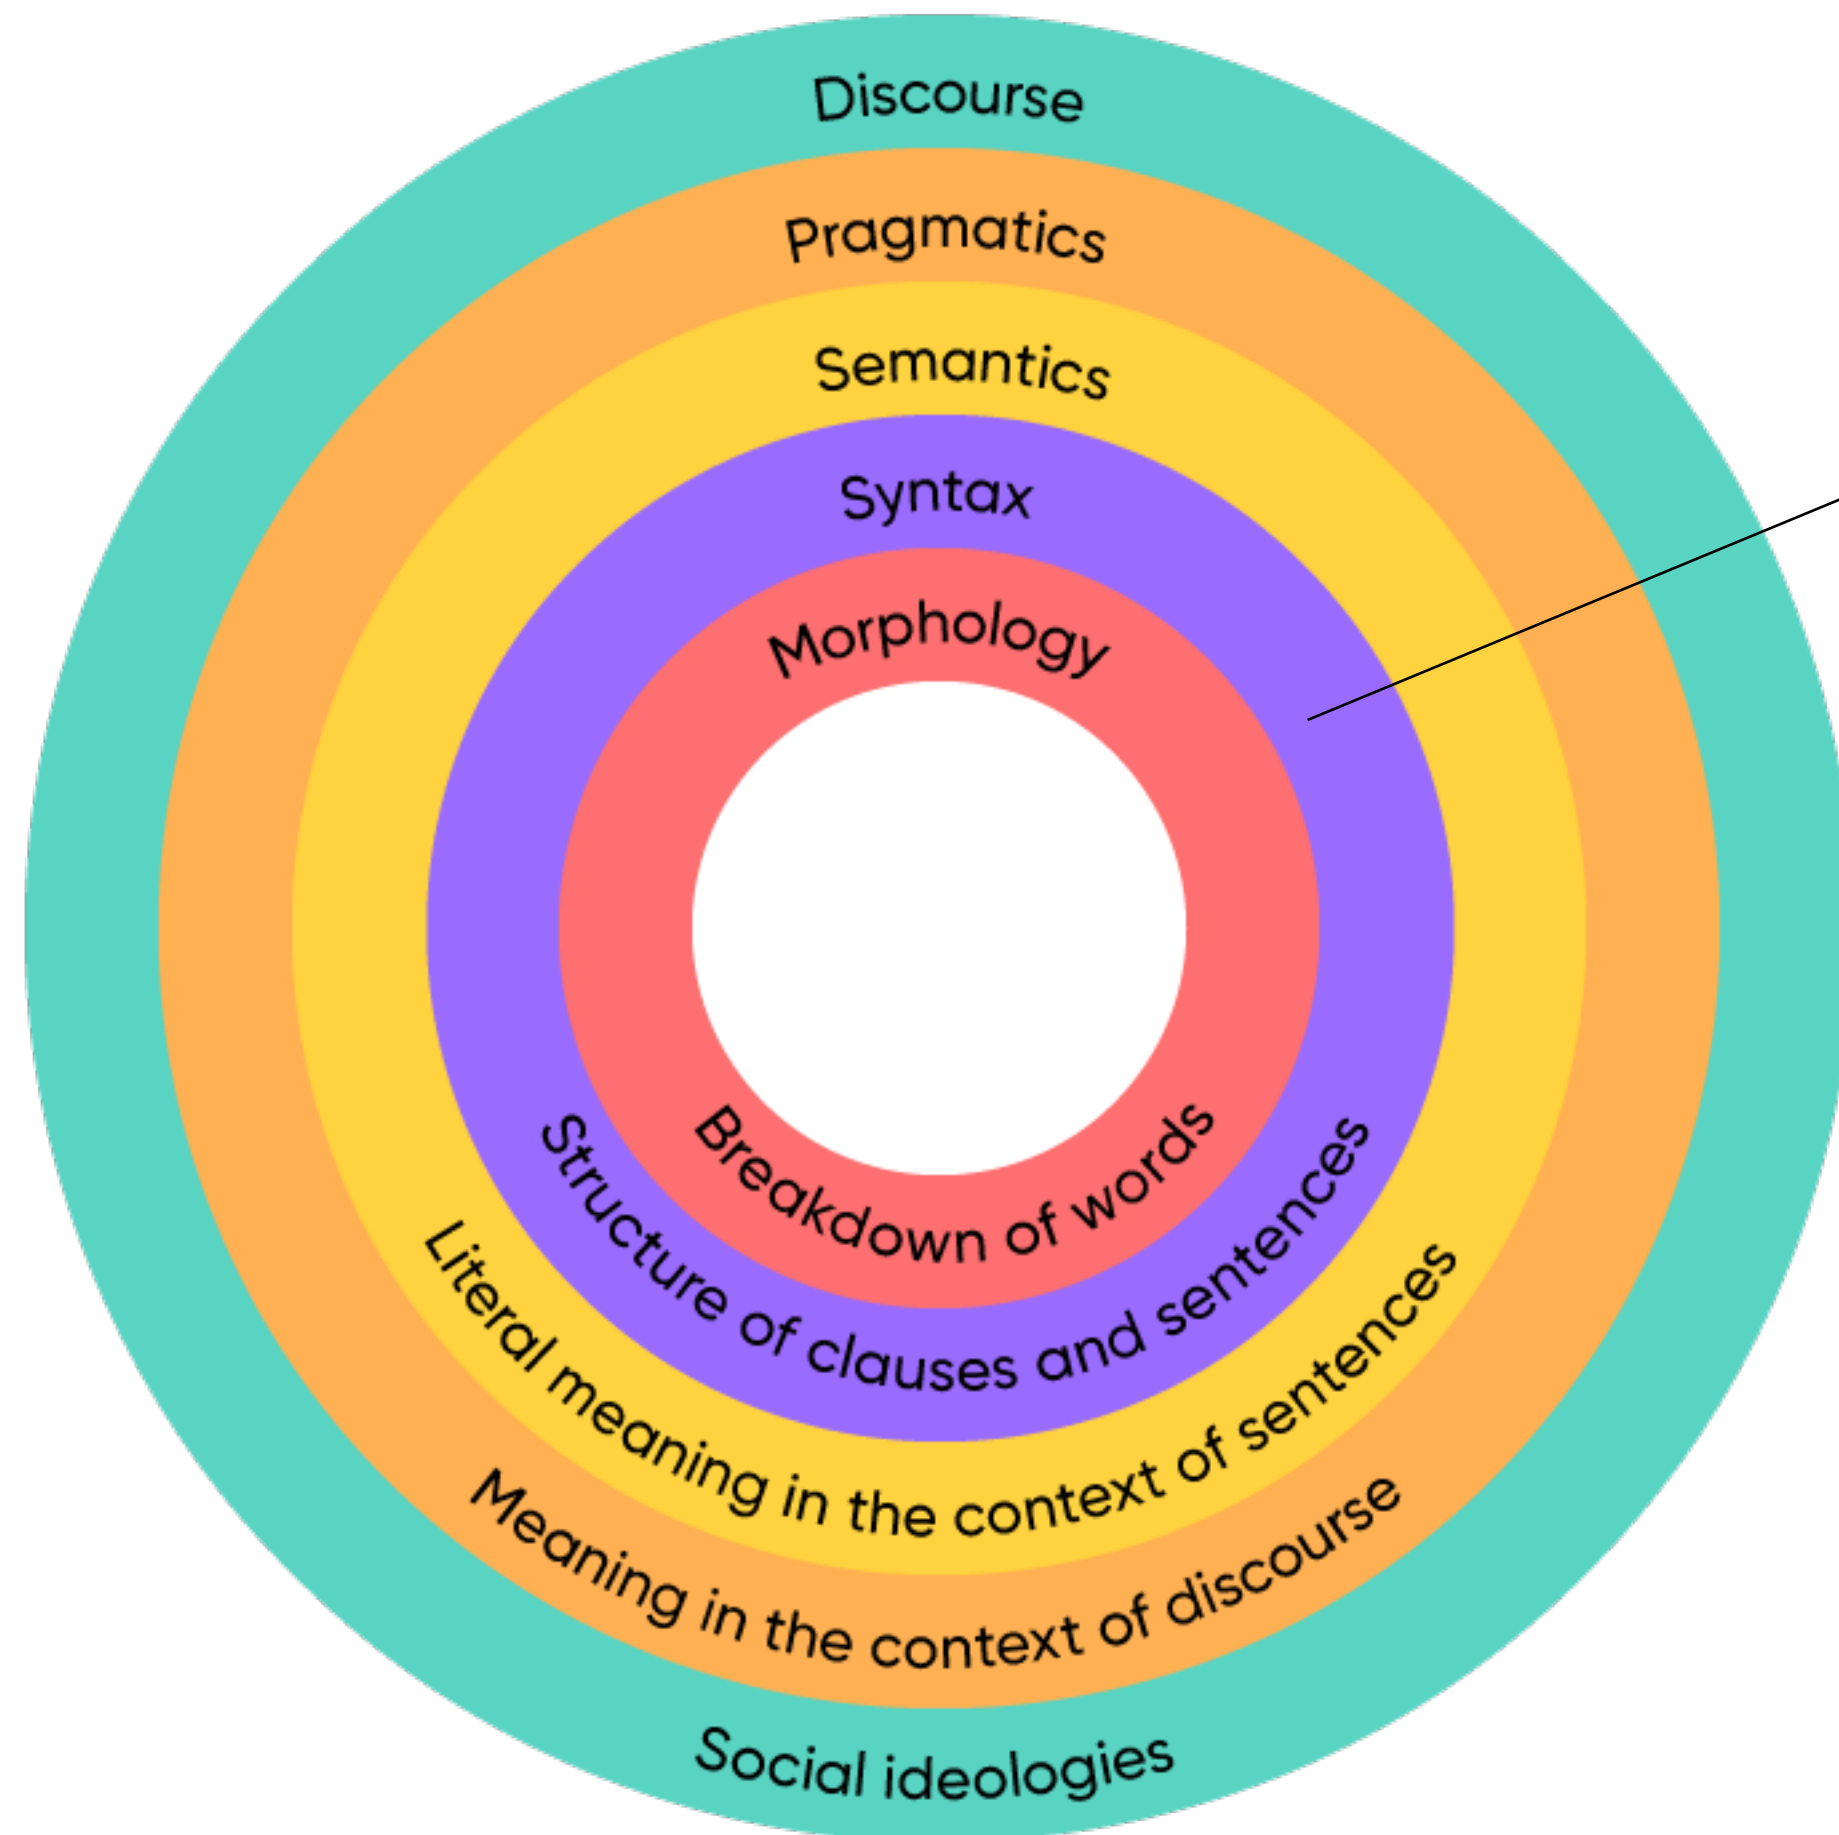 Discourse
Pragmatics
Semantics
Syntax
Morphology
Breakdown of words
Structure of clauses and sentences
Literal meaning in the context of sentences
Meaning in the context of discourse
Social ideologies